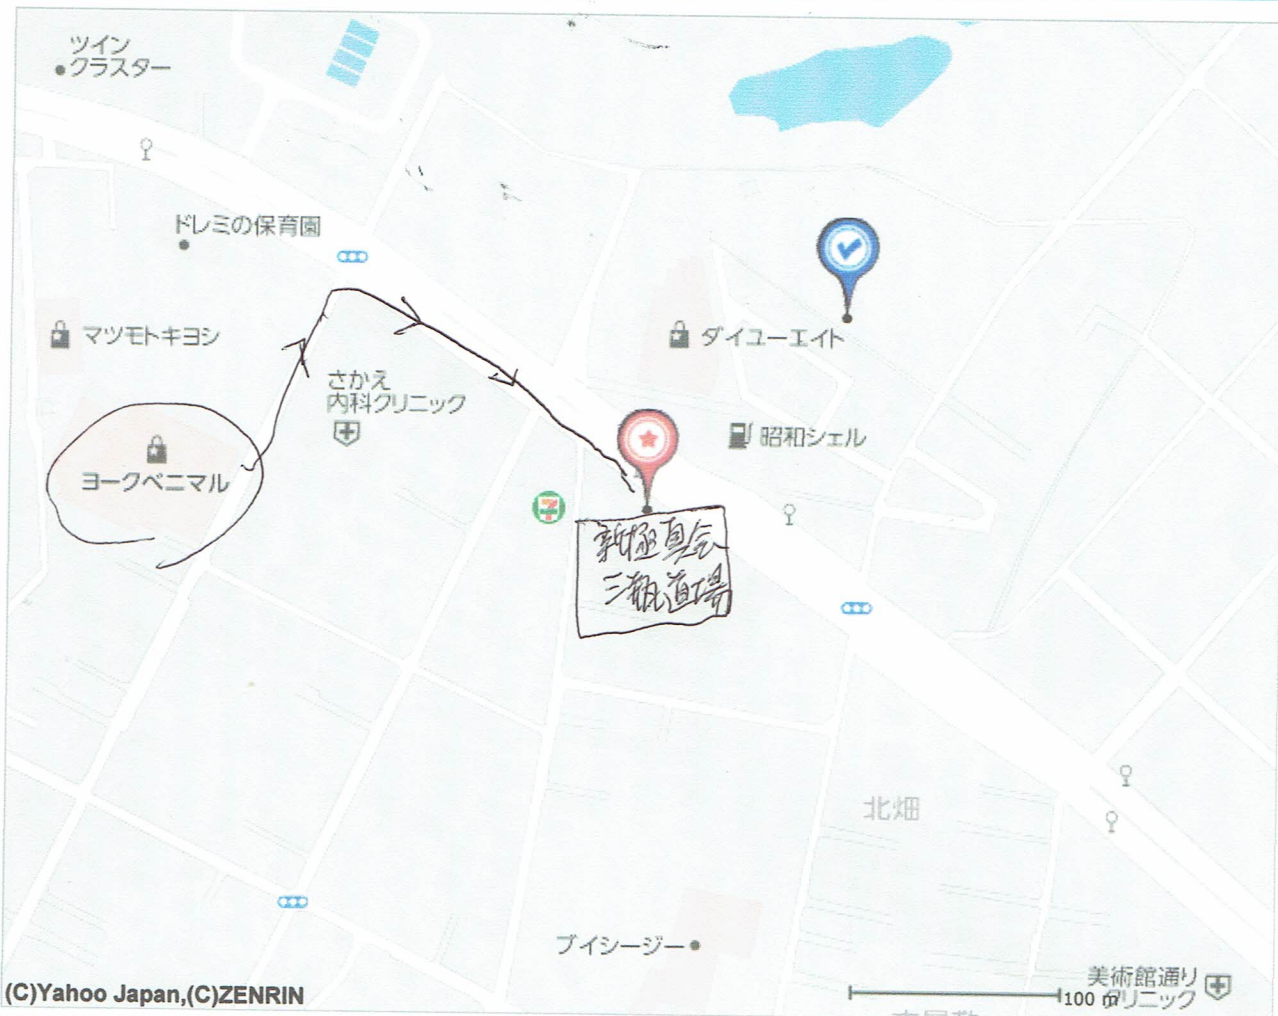 ツイン
クラスター
ドレミの保育園
マツモトキヨシ
さかえ
内科クリニック
ヨークベニマル
ダイユーエイト
昭和シェル
7
新極真会
三瓶道場
北畑
ブイシージー
美術館通り
クリニック
100 m
(C)Yahoo Japan,(C)ZENRIN